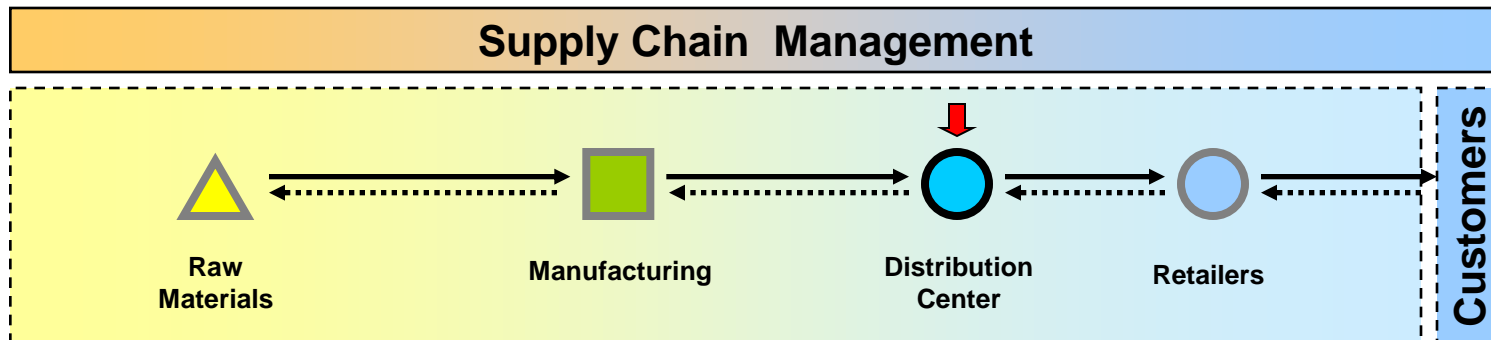 Supply Chain  Management
Raw
Materials
Manufacturing
Distribution
Center
Retailers
Customers